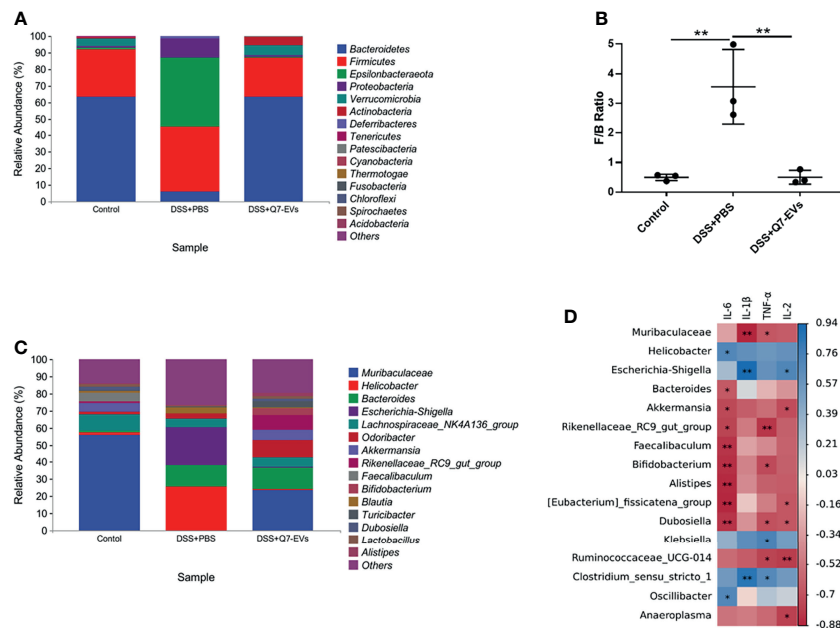 A
Relative Abundance (%)
100
90
80
70
60
50
40
30
20
10
0
Control
DSS+PBS
DSS+Q7-EVs
Sample
Bacteroidetes
Firmicutes
Epsilonbacteraeota
Proteobacteria
Verrucomicrobia
Actinobacteria
Deferribacteres
Tenericutes
Patescibacteria
Cyanobacteria
Thermotogae
Fusobacteria
Chloroflexi
Spirochaetes
Acidobacteria
Others
B
F/B Ratio
5
4
3
2
1
0
**
**
Control
DSS+PBS
DSS+Q7-EVs
C
Relative Abundance (%)
100
90
80
70
60
50
40
30
20
10
0
Contol
DSS+PBS
DSS+Q7-EVs
Sample
Muribaculaceae
Helicobacter
Bacteroides
Escherichia-Shigella
Lachnospiraceae_NK4A136_group
Odoribacter
Akkermansia
Rikenellaceae_RC9_gut_group
Faecalibaculum
Bifidobacterium
Blautia
Turicibacter
Dubosiella
Lactobacillus
Alistipes
Others
D
IL-6 IL-1β TNF-α IL-2
Muribaculaceae ** *
Helicobacter *
Escherichia-Shigella ** *
Bacteroides *
Akkermansia * *
Rikenellaceae_RC9_gut_group * **
Faecalibaculum **
Bifidobacterium ** *
Alistipes **
[Eubacterium]_fissicatena_group ** *
Dubosiella ** * *
Klebsiella *
Ruminococcaceae_UCG-014 * **
Clostridium_sensu_stricto_1 ** *
Oscillibacter *
Anaeroplasma *
0.94
0.76
0.57
0.39
0.21
0.03
-0.16
-0.34
-0.52
-0.7
-0.88